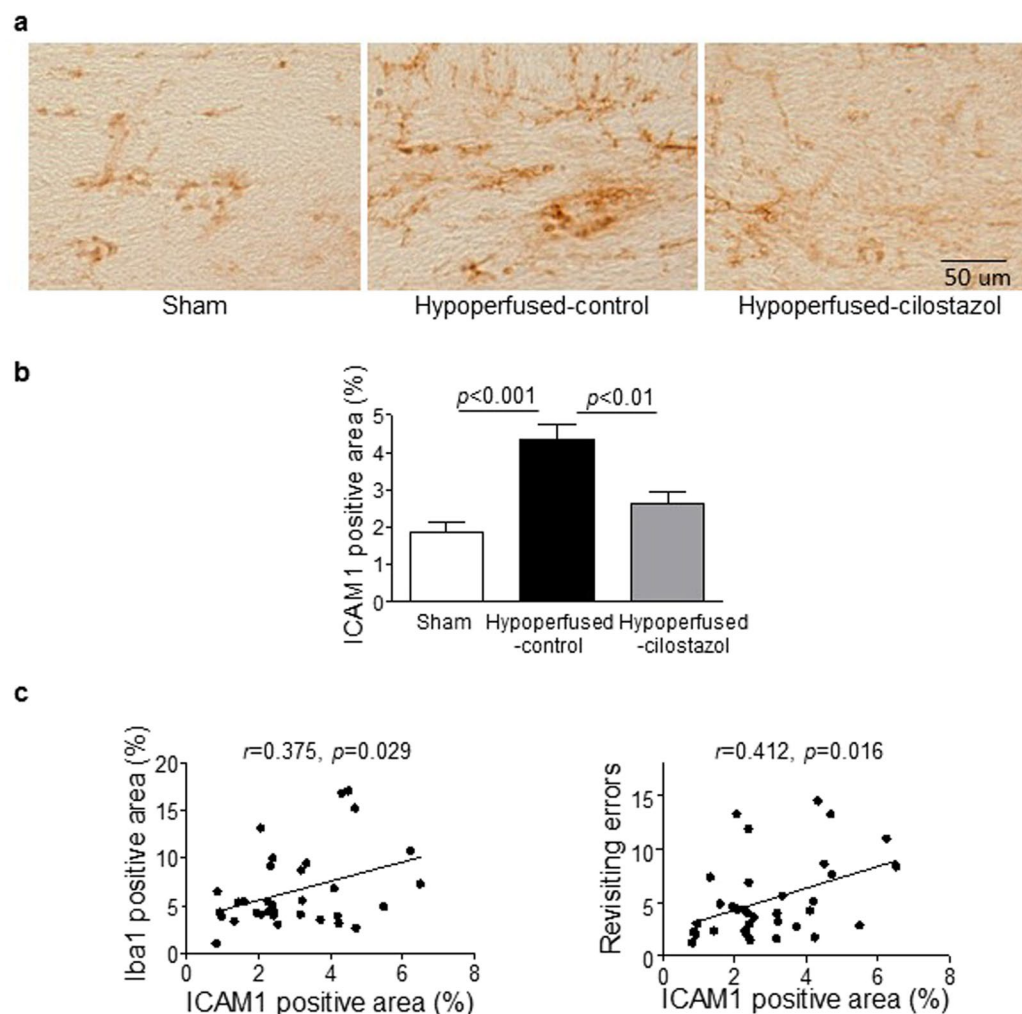 a
50 um
Sham
Hypoperfused-control
Hypoperfused-cilostazol
b
ICAM1 positive area (%)
p<0.001
p<0.01
5
4
3
2
1
0
Sham
Hypoperfused
-control
Hypoperfused
-cilostazol
c
Iba1 positive area (%)
r=0.375, p=0.029
20
15
10
5
0
0 2 4 6 8
ICAM1 positive area (%)
Revisiting errors
r=0.412, p=0.016
15
10
5
0
0 2 4 6 8
ICAM1 positive area (%)